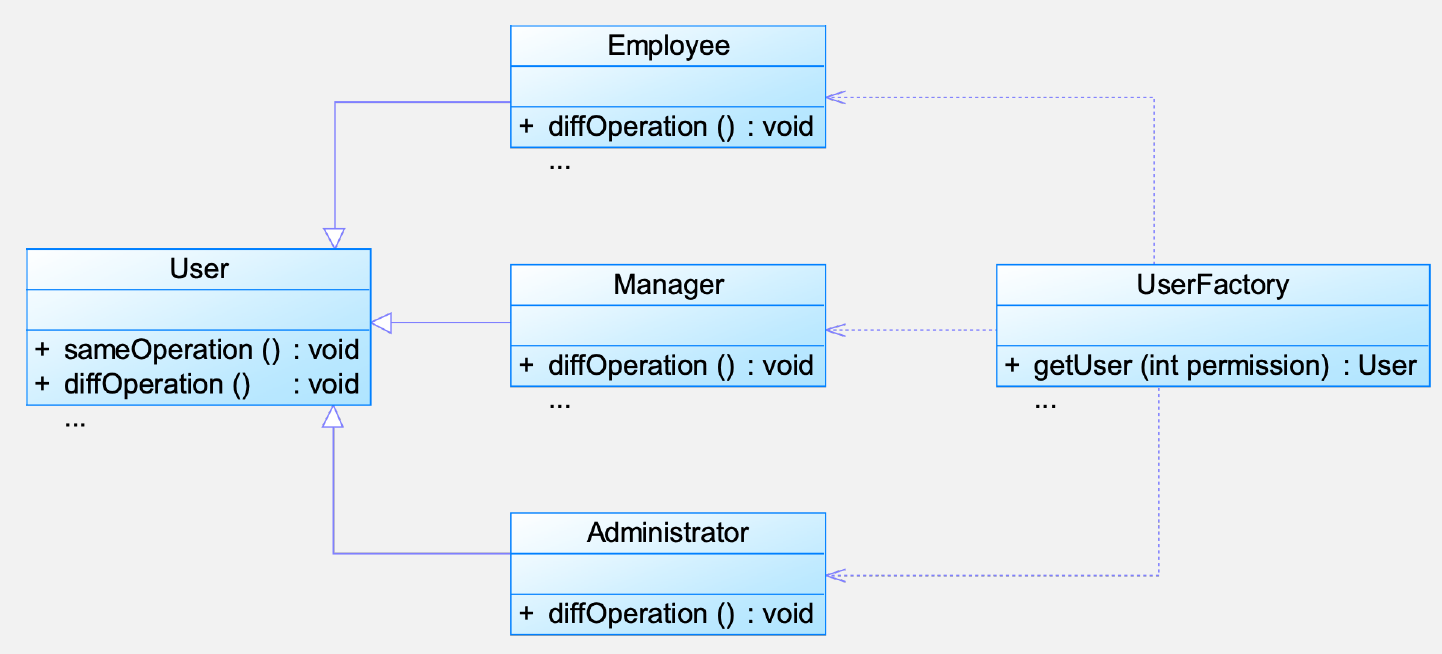 Employee
+ diffOperation () : void
...
User
+ sameOperation () : void
+ diffOperation () : void
...
Manager
+ diffOperation () : void
...
UserFactory
+ getUser (int permission) : User
...
Administrator
+ diffOperation () : void